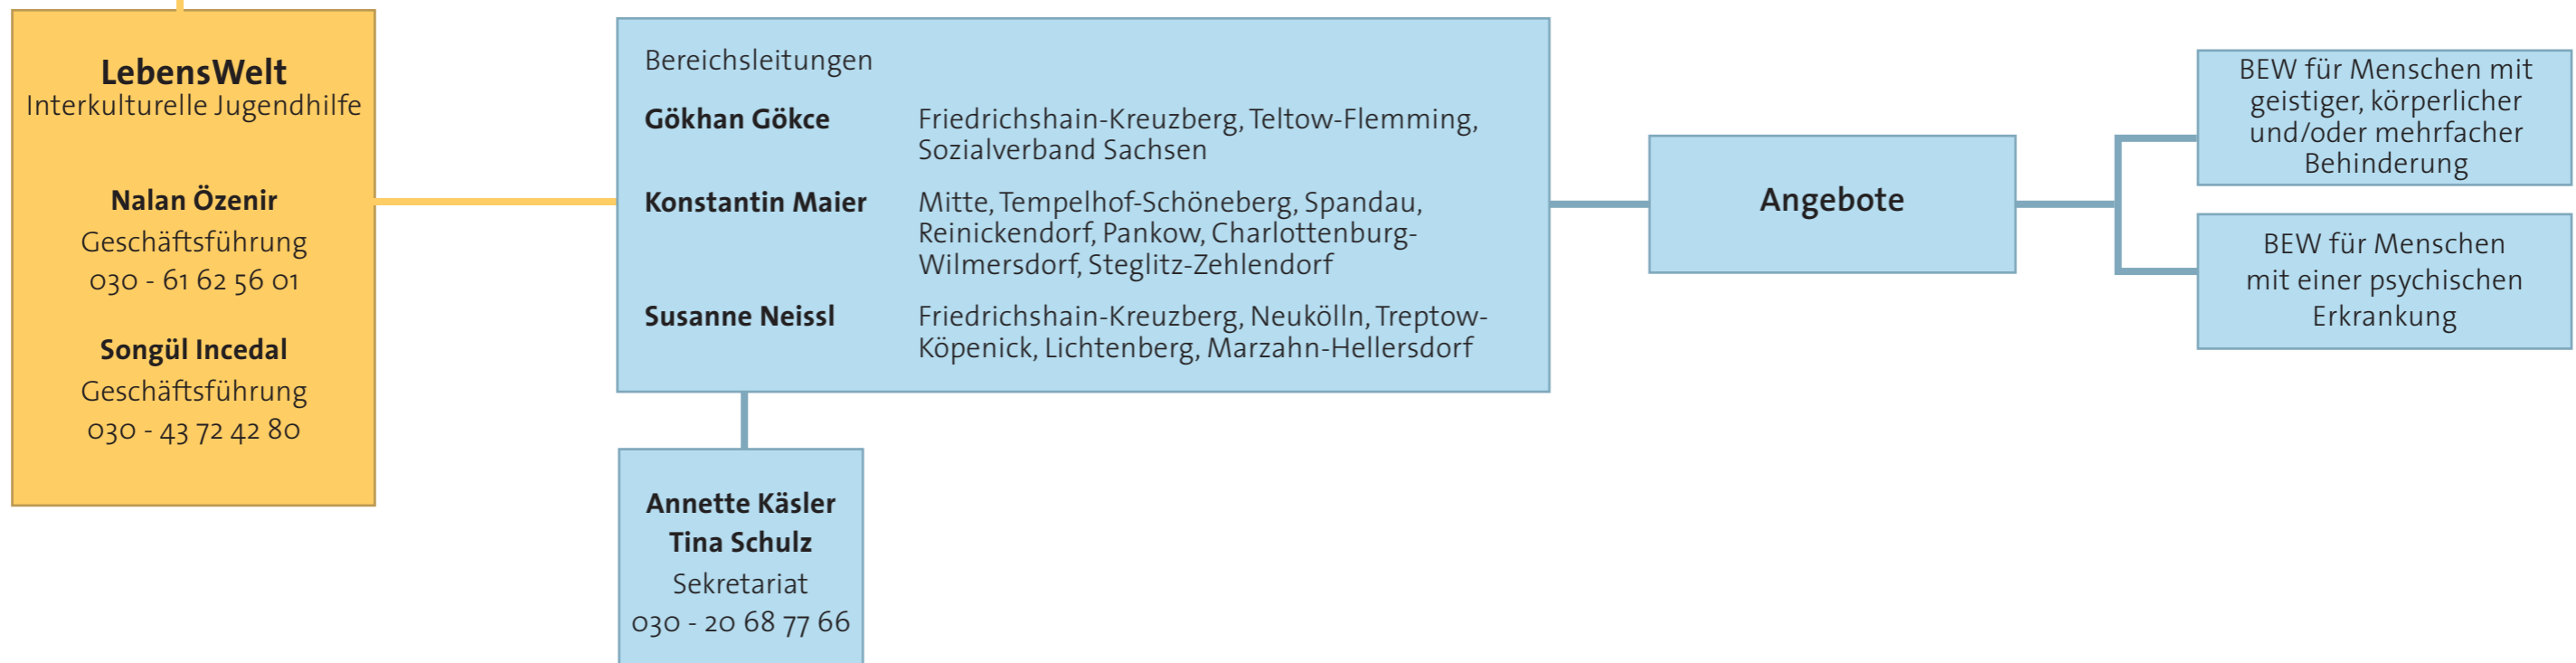 LebensWelt
Interkulturelle Jugendhilfe
Nalan Özenir
Geschäftsführung
030 - 61 62 56 01
Songül Incedal
Geschäftsführung
030 - 43 72 42 80
Bereichsleitungen
Gökhan Gökce Friedrichshain-Kreuzberg, Teltow-Flemming,
Sozialverband Sachsen
Konstantin Maier Mitte, Tempelhof-Schöneberg, Spandau,
Reinickendorf, Pankow, Charlottenburg-
Wilmersdorf, Steglitz-Zehlendorf
Susanne Neissl Friedrichshain-Kreuzberg, Neukölln, Treptow-
Köpenick, Lichtenberg, Marzahn-Hellersdorf
Annette Käsler
Tina Schulz
Sekretariat
030 - 20 68 77 66
Angebote
BEW für Menschen mit
geistiger, körperlicher
und/oder mehrfacher
Behinderung
BEW für Menschen
mit einer psychischen
Erkrankung